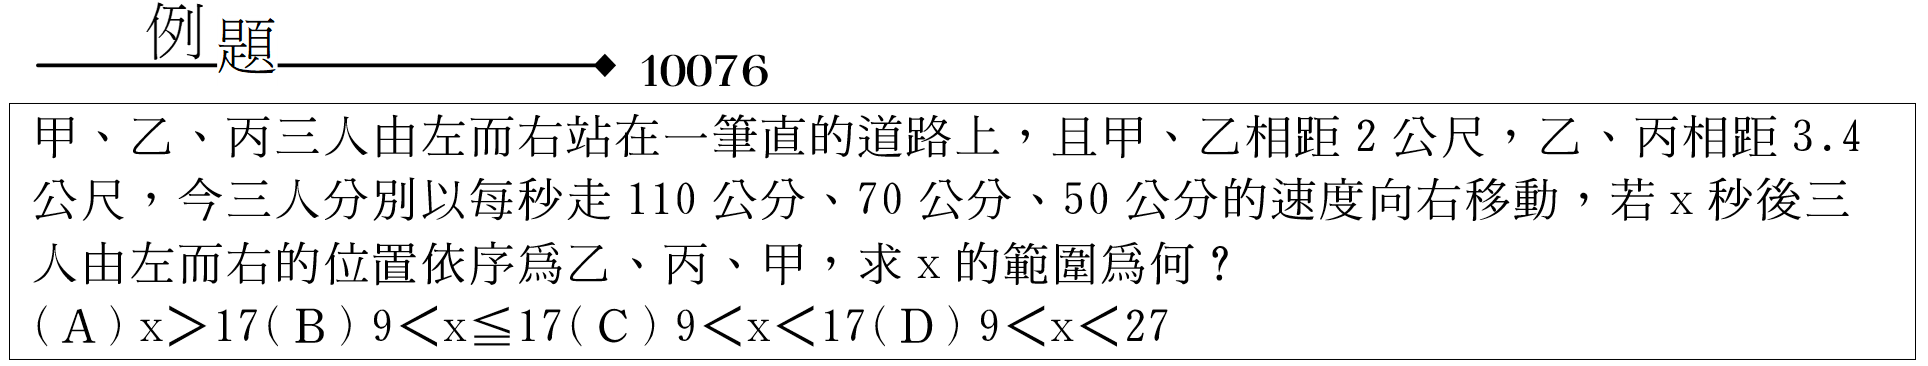 例題
10076
甲、乙、丙三人由左而右站在一筆直的道路上，且甲、乙相距 2 公尺，乙、丙相距 3.4
公尺，今三人分別以每秒走 110 公分、70 公分、50 公分的速度向右移動，若 x 秒後三
人由左而右的位置依序為乙、丙、甲，求 x 的範圍為何？
(A) x＞17(B) 9＜x≦17(C) 9＜x＜17(D) 9＜x＜27